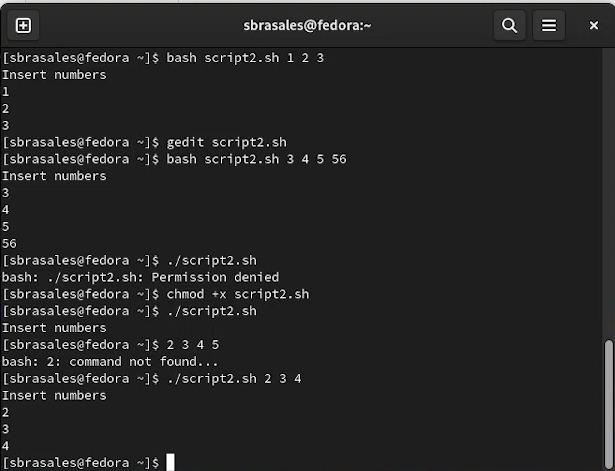 sbrasales@fedora:~
[sbrasales@fedora ~]$ bash script2.sh 1 2 3
Insert numbers
1
2
3
[sbrasales@fedora ~]$ gedit script2.sh
[sbrasales@fedora ~]$ bash script2.sh 3 4 5 56
Insert numbers
3
4
5
56
[sbrasales@fedora ~]$ ./script2.sh
bash: ./script2.sh: Permission denied
[sbrasales@fedora ~]$ chmod +x script2.sh
[sbrasales@fedora ~]$ ./script2.sh
Insert numbers
[sbrasales@fedora ~]$ 2 3 4 5
bash: 2: command not found...
[sbrasales@fedora ~]$ ./script2.sh 2 3 4
Insert numbers
2
3
4
[sbrasales@fedora ~]$